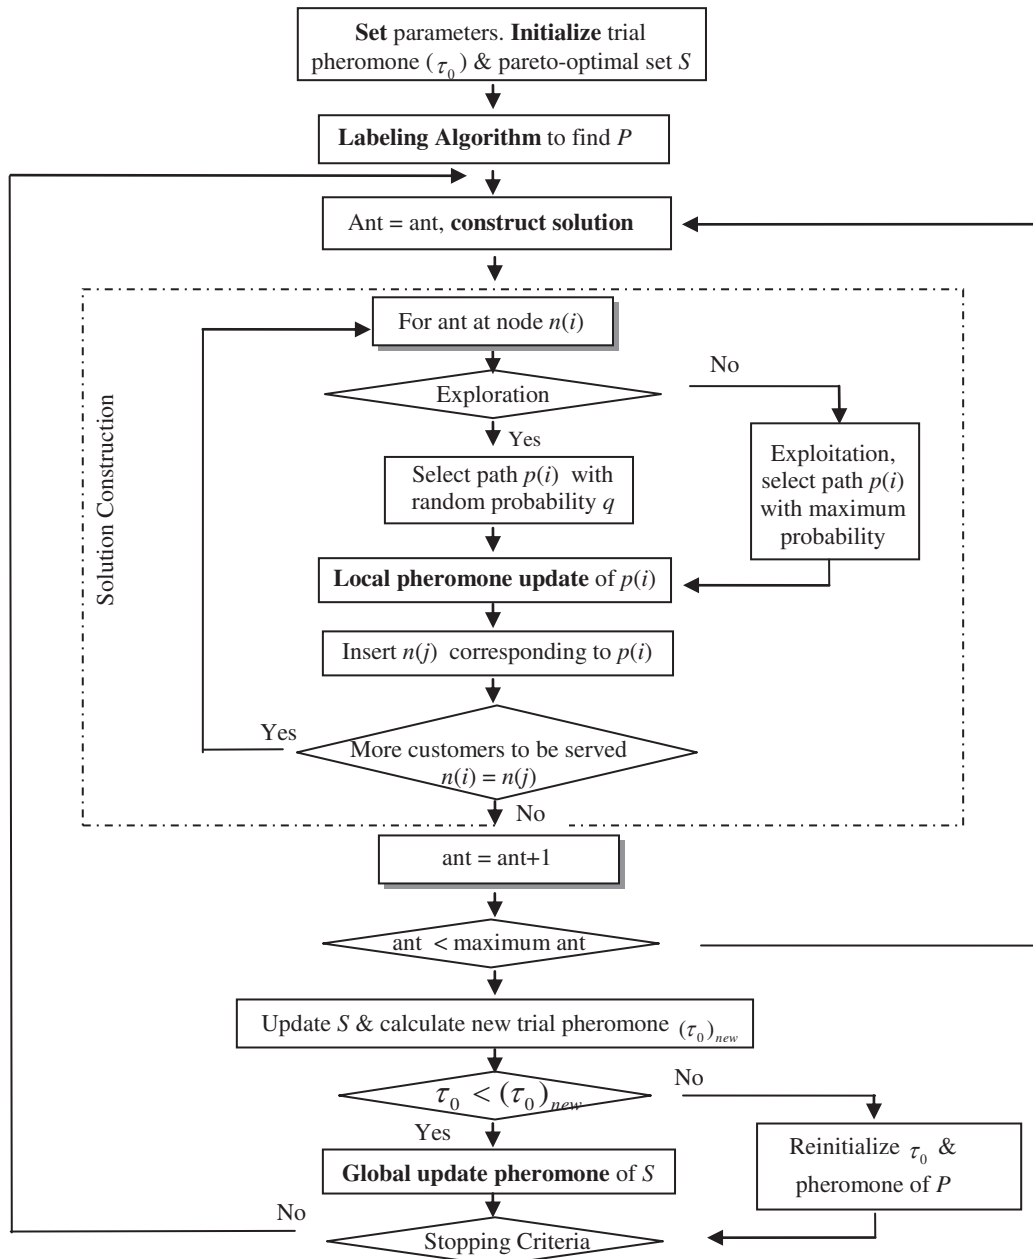 Set parameters. Initialize trial
pheromone (τ₀) & pareto-optimal set S
Labeling Algorithm to find P
Ant = ant, construct solution
Solution Construction
For ant at node n(i)
Exploration
No
Yes
Select path p(i) with
random probability q
Exploitation,
select path p(i)
with maximum
probability
Local pheromone update of p(i)
Insert n(j) corresponding to p(i)
Yes
More customers to be served
n(i) = n(j)
No
ant = ant+1
ant < maximum ant
Update S & calculate new trial pheromone (τ₀)new
τ₀ < (τ₀)new
No
Yes
Reinitialize τ₀ &
pheromone of P
Global update pheromone of S
No
Stopping Criteria